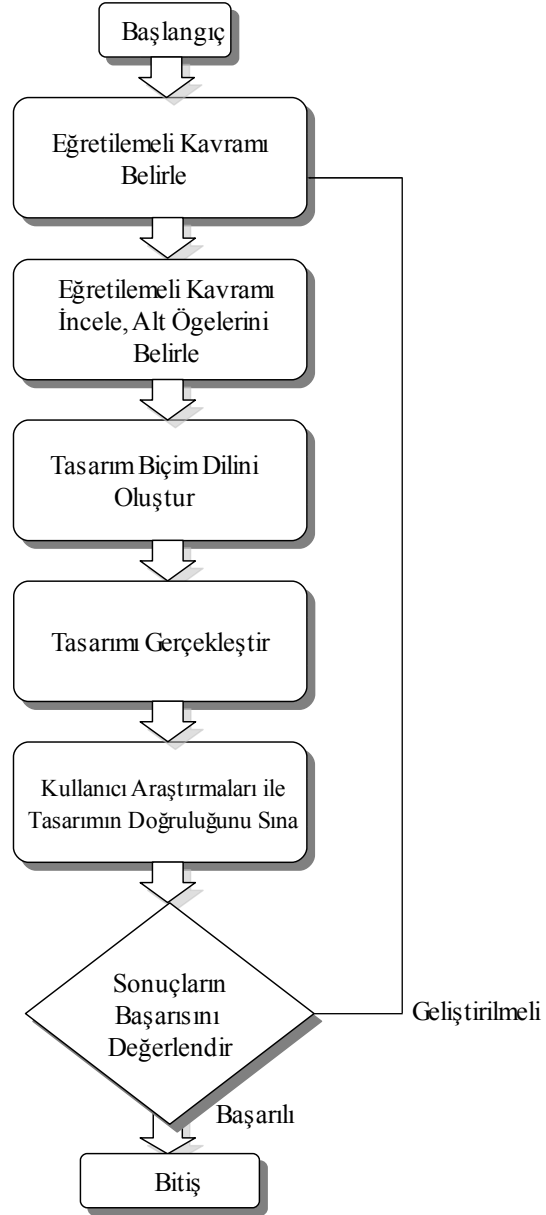 Başlangıç
Eğretilemeli Kavramı
Belirle
Eğretilemeli Kavramı
İncele, Alt Ögelerini
Belirle
Tasarım Biçim Dilini
Oluştur
Tasarımı Gerçekleştir
Kullanıcı Araştırmaları ile
Tasarımın Doğruluğunu Sına
Sonuçların
Başarısını
Değerlendir
Geliştirilmeli
Başarılı
Bitiş